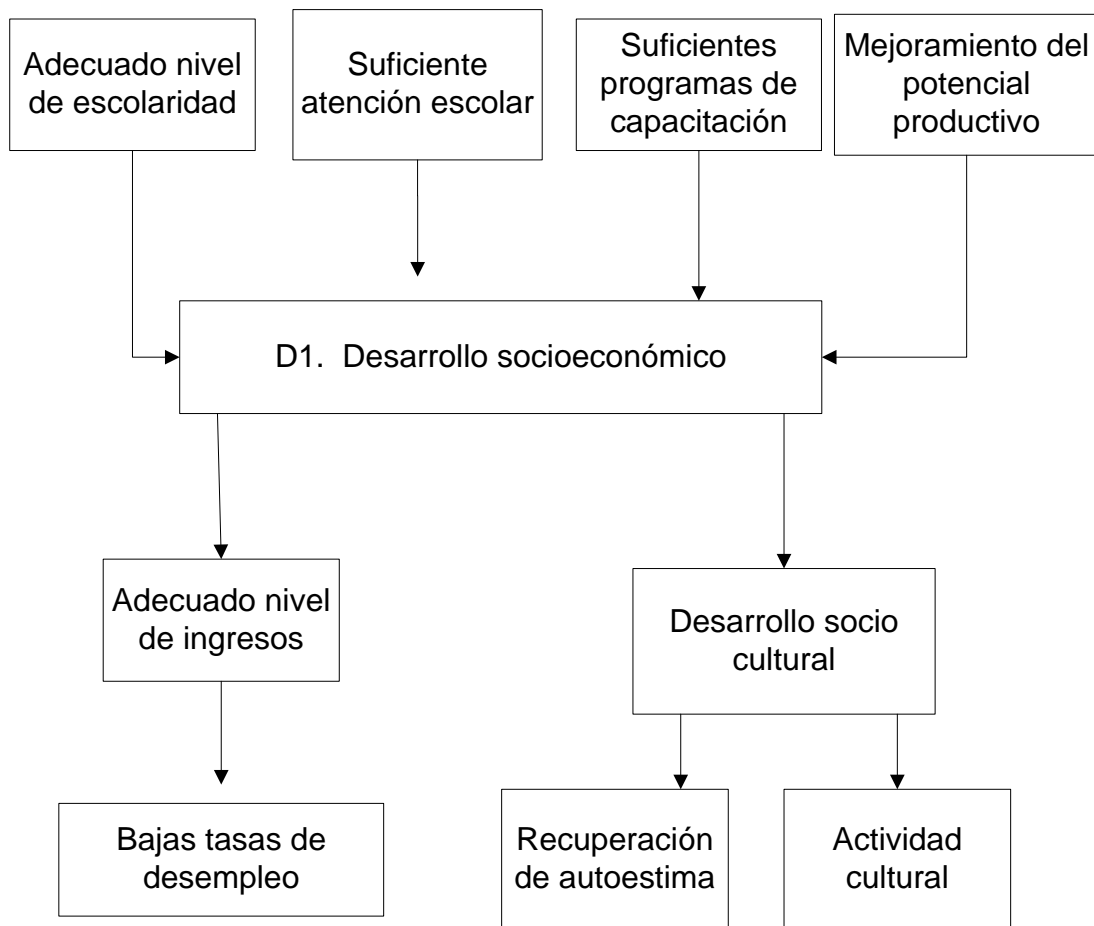 Adecuado nivel
de escolaridad
Suficiente
atención escolar
Suficientes
programas de
capacitación
Mejoramiento del
potencial
productivo
D1.  Desarrollo socioeconómico
Adecuado nivel
de ingresos
Desarrollo socio
cultural
Bajas tasas de
desempleo
Recuperación
de autoestima
Actividad
cultural